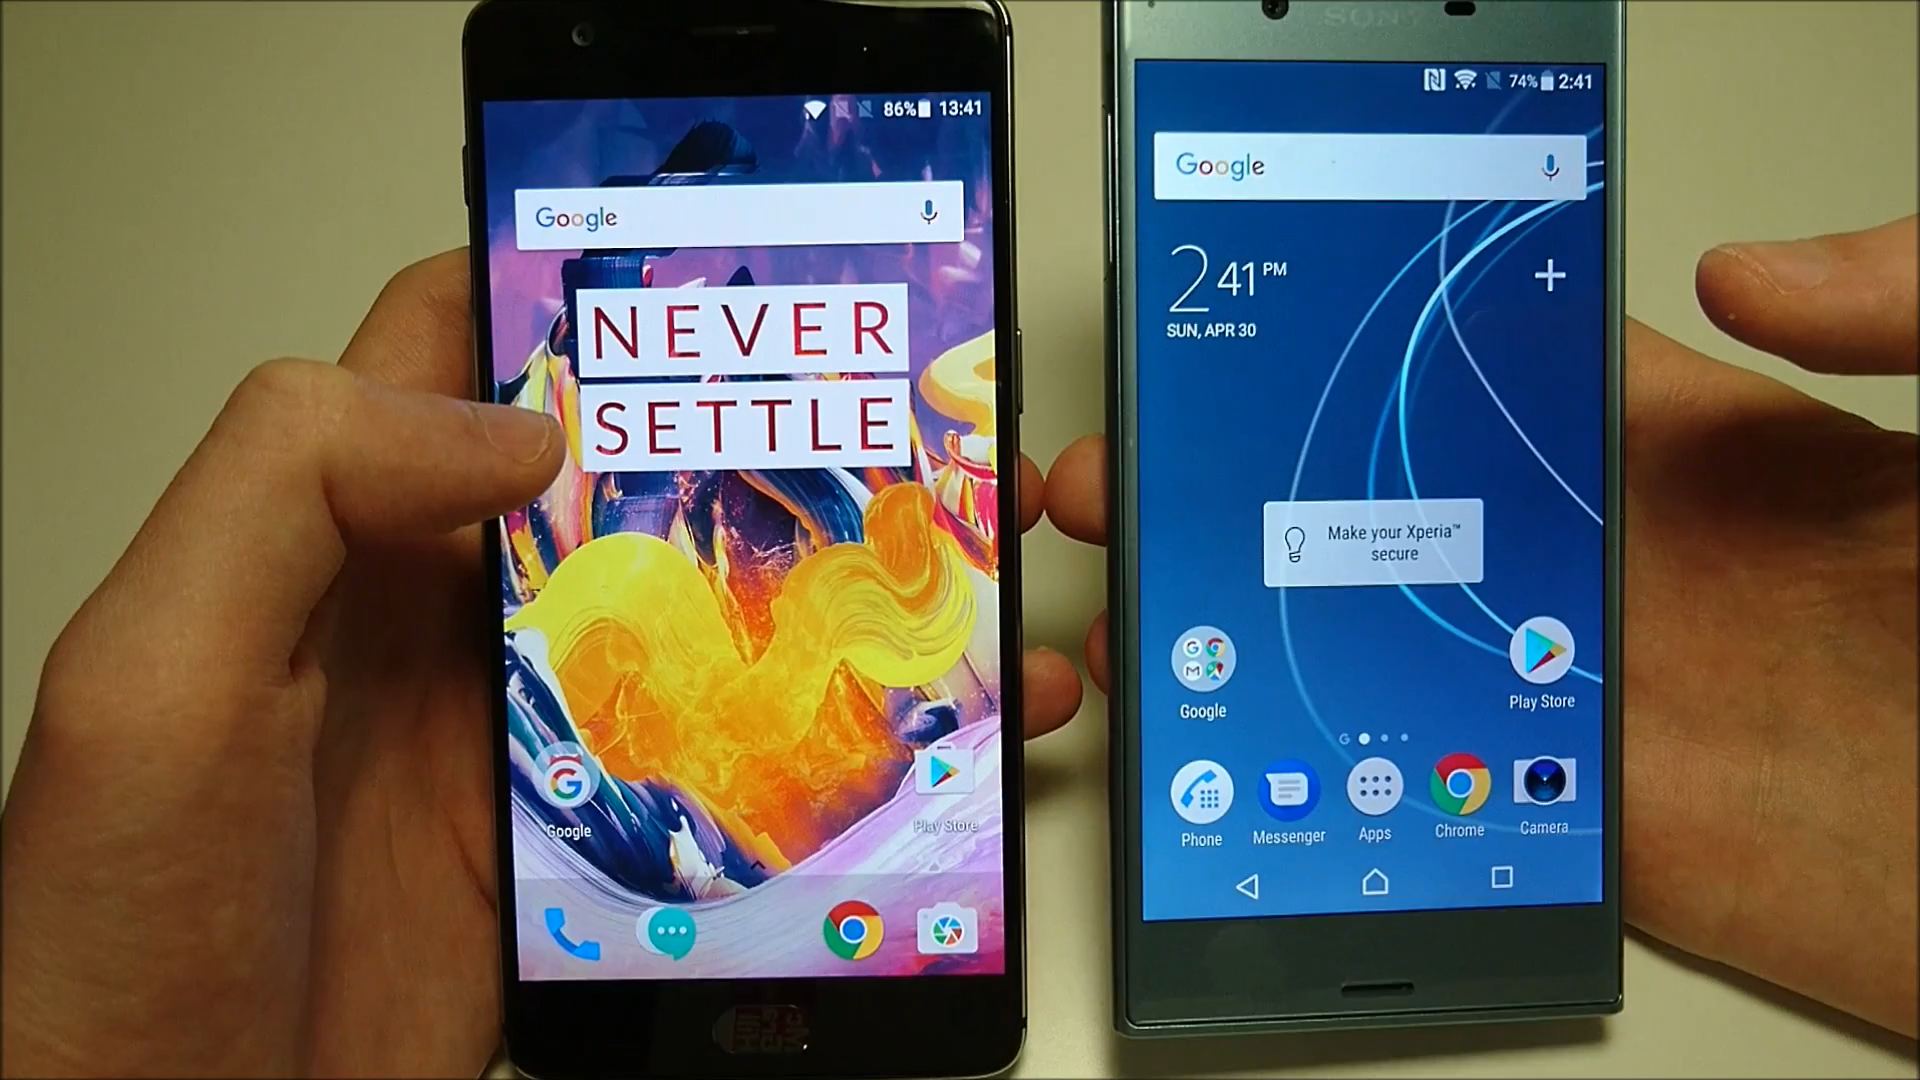 86% 13:41
Google
NEVER
SETTLE
Google
Play Store
SONY
74% 2:41
Google
2 41 PM
SUN, APR 30
Make your Xperia™
secure
Google
Play Store
Phone
Messenger
Apps
Chrome
Camera